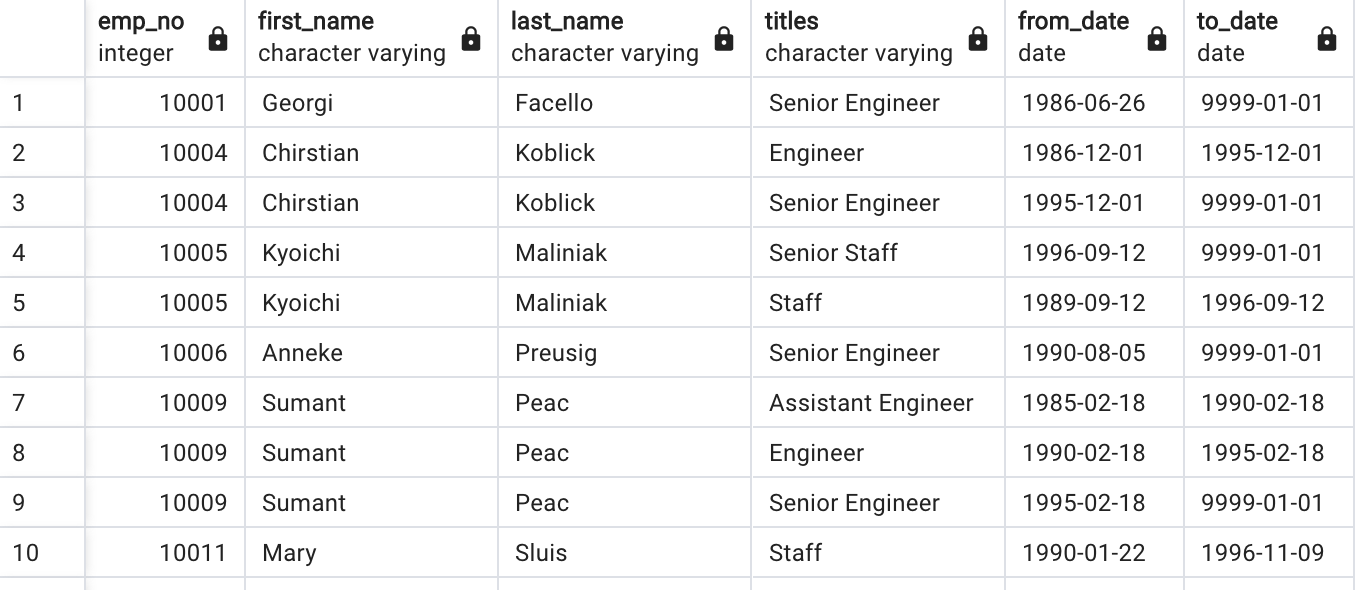 emp_no first_name last_name titles from_date to_date
integer character varying character varying character varying date date
1 10001 Georgi Facello Senior Engineer 1986-06-26 9999-01-01
2 10004 Chirstian Koblick Engineer 1986-12-01 1995-12-01
3 10004 Chirstian Koblick Senior Engineer 1995-12-01 9999-01-01
4 10005 Kyoichi Maliniak Senior Staff 1996-09-12 9999-01-01
5 10005 Kyoichi Maliniak Staff 1989-09-12 1996-09-12
6 10006 Anneke Preusig Senior Engineer 1990-08-05 9999-01-01
7 10009 Sumant Peac Assistant Engineer 1985-02-18 1990-02-18
8 10009 Sumant Peac Engineer 1990-02-18 1995-02-18
9 10009 Sumant Peac Senior Engineer 1995-02-18 9999-01-01
10 10011 Mary Sluis Staff 1990-01-22 1996-11-09